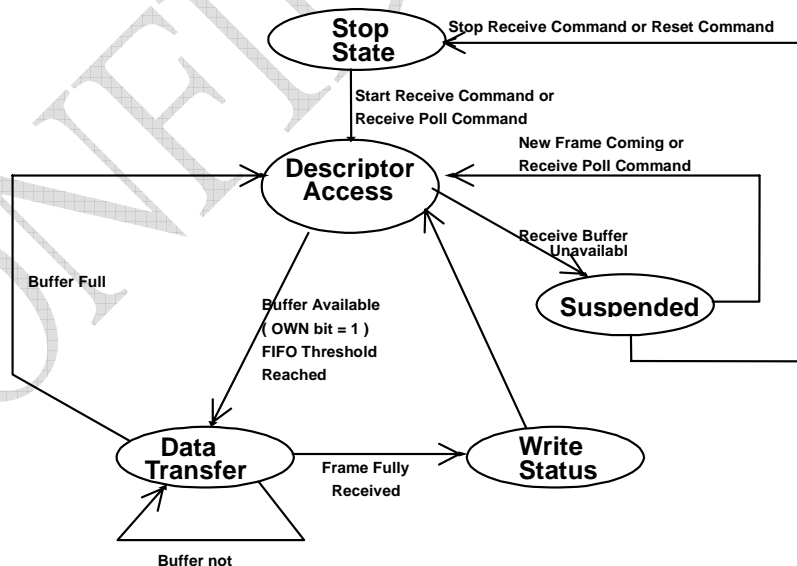 Stop
State
Stop Receive Command or Reset Command
Start Receive Command or
Receive Poll Command
New Frame Coming or
Receive Poll Command
Descriptor
Access
Receive Buffer
Unavailabl
Buffer Full
Suspended
Buffer Available
( OWN bit = 1 )
FIFO Threshold
Reached
Data
Transfer
Write
Status
Frame Fully
Received
Buffer not